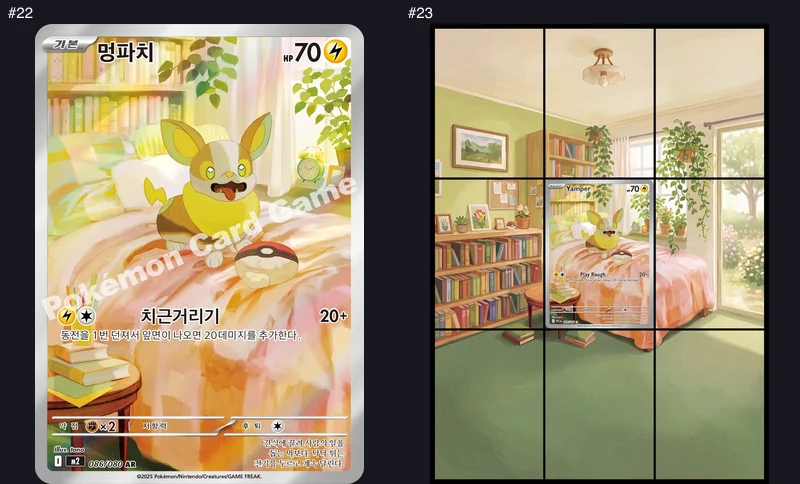 #22
#23
기본
멍파치
HP 70
Pokémon Card Game
치근거리기 20+
동전을 1번 던져서 앞면이 나오면 20데미지를 추가한다.
약점 ×2 저항력 후퇴
m2 086/080 AR
©2025 Pokémon/Nintendo/Creatures/GAME FREAK.
Yamper 70
Play Rough 20+